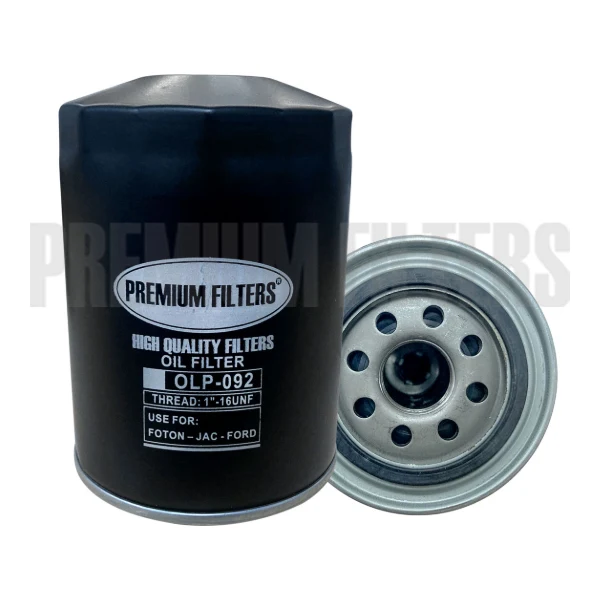 PREMIUM FILTERS
PREMIUM FILTERS®
HIGH QUALITY FILTERS
OIL FILTER
OLP-092
THREAD: 1"-16UNF
USE FOR:
FOTON - JAC - FORD